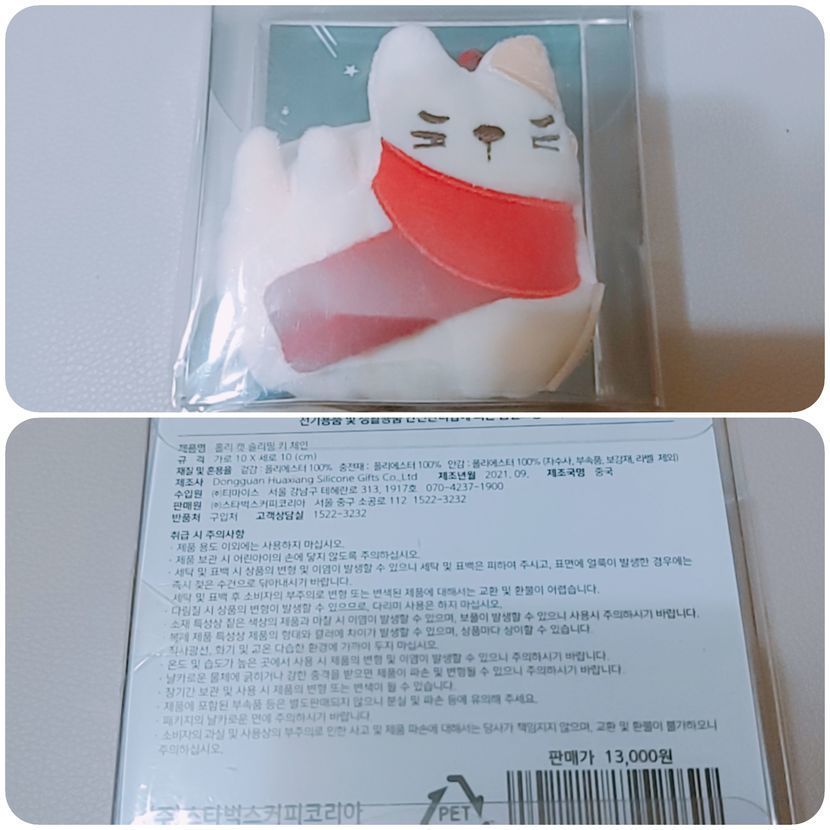 전기용품 및 생활용품 안전관리법에
제품명 홀리 캣 슬리핑 키 체인
규 격 가로 10 X 세로 10 (cm)
재질 및 혼용율 겉감 : 폴리에스터 100% 충전재 : 폴리에스터 100% 안감 : 폴리에스터 100% (자수사, 부속품, 보강재, 라벨 제외)
제조사 Dongguan Huaxiang Silicone Gifts Co.,Ltd 제조년월 2021. 09. 제조국명 중국
수입원 ㈜티마이스 서울 강남구 테헤란로 313, 1917호 070-4237-1900
판매원 ㈜스타벅스커피코리아 서울 중구 소공로 112 1522-3232
반품처 구입처 고객상담실 1522-3232
취급 시 주의사항
· 제품 용도 이외에는 사용하지 마십시오.
· 제품 보관 시 어린아이의 손에 닿지 않도록 주의하십시오.
· 세탁 및 표백 시 상품의 변형 및 이염이 발생할 수 있으니 세탁 및 표백은 피하여 주시고, 표면에 얼룩이 발생한 경우에는
즉시 젖은 수건으로 닦아내시기 바랍니다.
· 세탁 및 표백 후 소비자의 부주의로 변형 또는 변색된 제품에 대해서는 교환 및 환불이 어렵습니다.
· 다림질 시 상품의 변형이 발생할 수 있으므로, 다리미 사용은 하지 마십시오.
· 소재 특성상 짙은 색상의 제품과 마찰 시 이염이 발생할 수 있으며, 보풀이 발생할 수 있으니 사용시 주의하시기 바랍니다.
· 복제 제품 특성상 제품의 형태와 컬러에 차이가 발생할 수 있으며, 상품마다 상이할 수 있습니다.
· 직사광선, 화기 및 고온 다습한 환경에 가까이 두지 마십시오.
· 온도 및 습도가 높은 곳에서 사용 시 제품의 변형 및 이염이 발생할 수 있으니 주의하시기 바랍니다.
· 날카로운 물체에 긁히거나 강한 충격을 받으면 제품이 파손 및 변형될 수 있으니 주의하시기 바랍니다.
· 장기간 보관 및 사용 시 제품의 변형 또는 변색이 될 수 있습니다.
· 제품에 포함된 부속품 등은 별도판매되지 않으니 분실 및 파손 등에 유의해 주세요.
· 패키지의 날카로운 면에 주의하시기 바랍니다.
· 소비자의 과실 및 사용상의 부주의로 인한 사고 및 제품 파손에 대해서는 당사가 책임지지 않으며, 교환 및 환불이 불가하오니
주의하십시오.
판매가 13,000원
(주)스타벅스커피코리아
PET